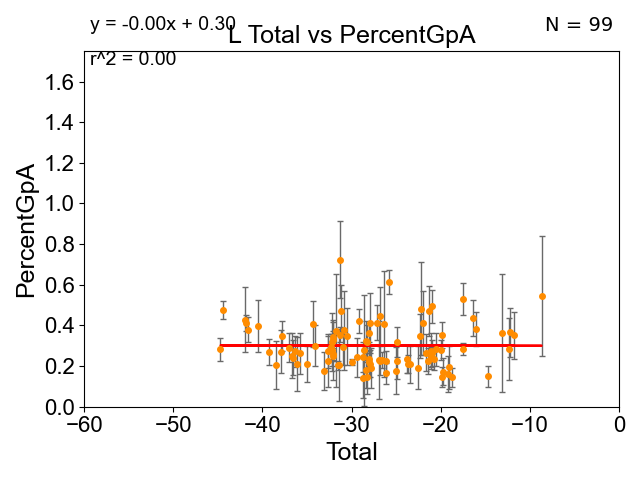 y = -0.00x + 0.30
N = 99
L Total vs PercentGpA
r^2 = 0.00
PercentGpA
1.6
1.4
1.2
1.0
0.8
0.6
0.4
0.2
0.0
−60 −50 −40 −30 −20 −10 0
Total